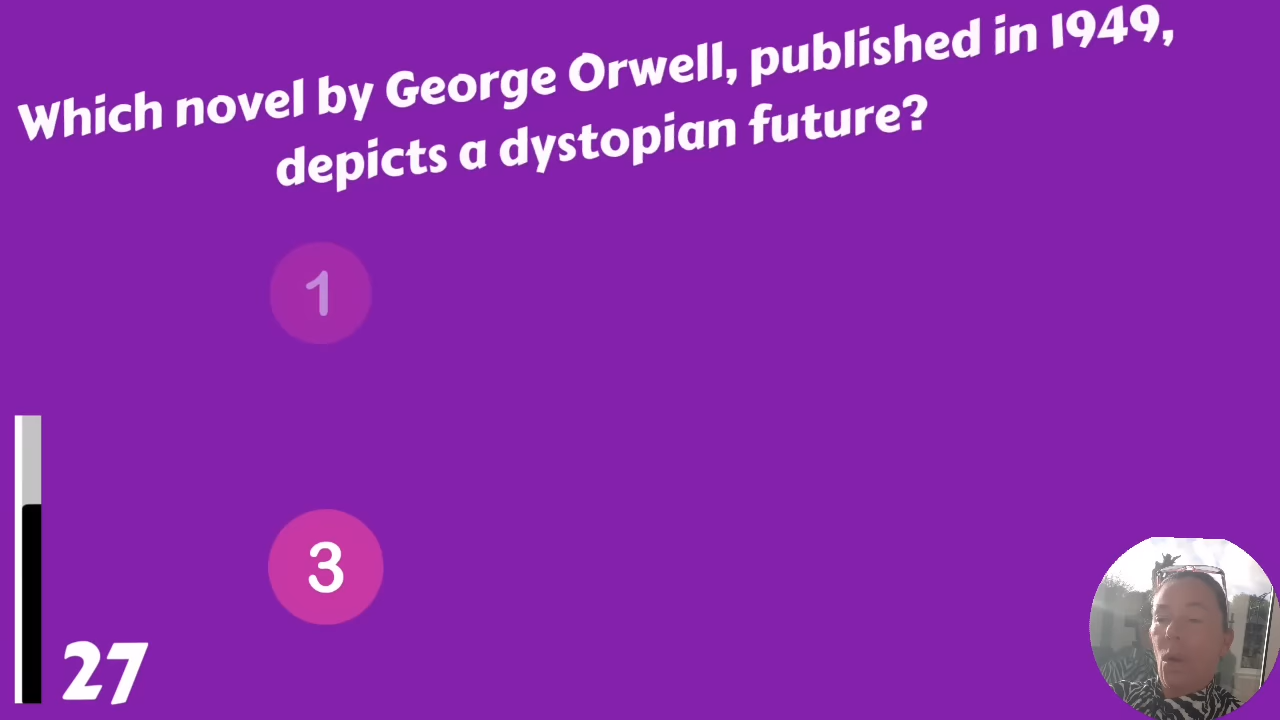 Which novel by George Orwell, published in 1949,
depicts a dystopian future?
1
3
27